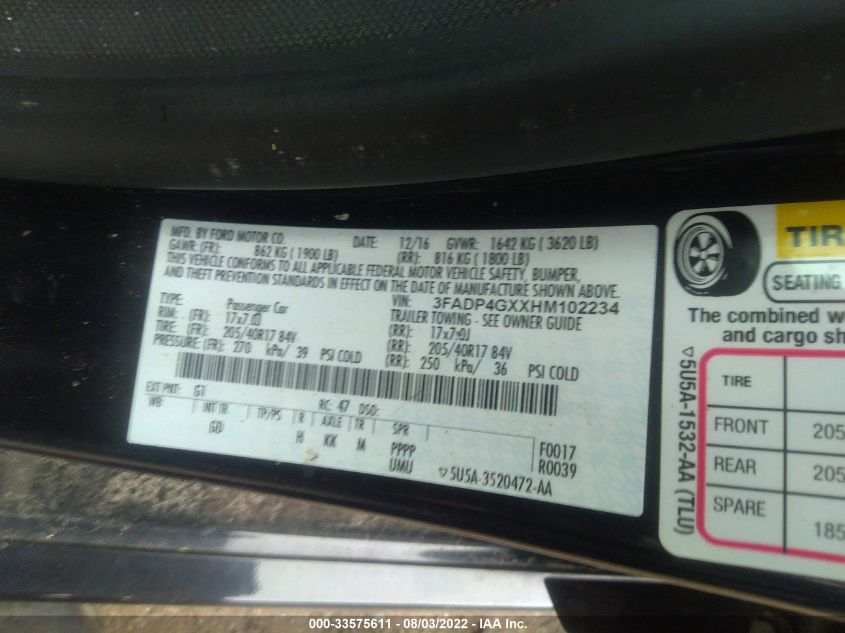 MFD. BY FORD MOTOR CO. DATE: 12/16 GVWR: 1642 KG ( 3620 LB)
GAWR: (FR): 862 KG ( 1900 LB) (RR): 816 KG ( 1800 LB)
THIS VEHICLE CONFORMS TO ALL APPLICABLE FEDERAL MOTOR VEHICLE SAFETY, BUMPER,
AND THEFT PREVENTION STANDARDS IN EFFECT ON THE DATE OF MANUFACTURE SHOWN ABOVE.
TYPE: Passenger Car VIN: 3FADP4GXXHM102234
RIM: (FR): 17x7.0J TRAILER TOWING - SEE OWNER GUIDE
(RR): 17x7.0J
TIRE: (FR): 205/40R17 84V (RR): 205/40R17 84V
PRESSURE: (FR): 270 kPa/ 39 PSI COLD (RR): 250 kPa/ 36 PSI COLD
EXT PNT: G1 RC: 47 DSO:
WB INT TR TP/PS R AXLE TR SPR
GD H KK M PPPP
UMU
F0017
R0039
▽5U5A-3520472-AA
TIR
SEATING
The combined w
and cargo sh
▽5U5A-1532-AA (TLU)
TIRE
FRONT 205
REAR 205
SPARE 185
000-33575611 - 08/03/2022 - IAA Inc.